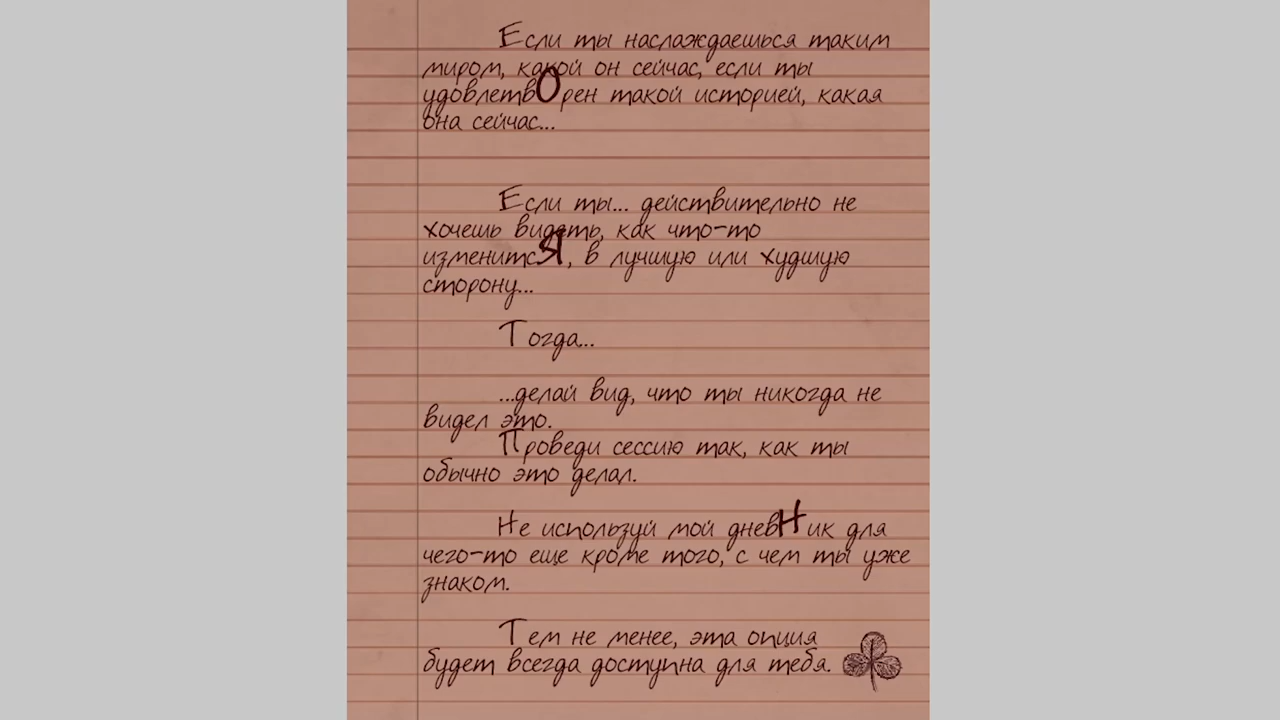 Если ты наслаждаешься таким
миром, какой он сейчас, если ты
удовлетвОрен такой историей, какая
она сейчас...
Если ты... действительно не
хочешь видеть, как что-то
изменитсЯ, в лучшую или худшую
сторону...
Тогда...
...делай вид, что ты никогда не
видел это.
Проведи сессию так, как ты
обычно это делал.
Не используй мой дневНик для
чего-то еще кроме того, с чем ты уже
знаком.
Тем не менее, эта опция
будет всегда доступна для тебя.